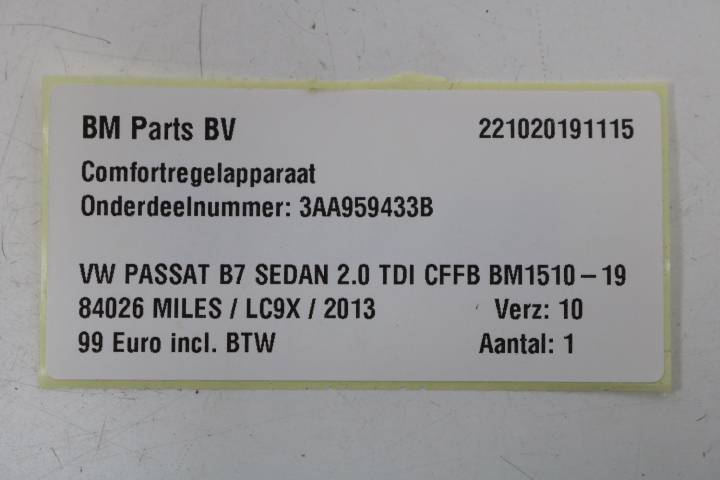 BM Parts BV 221020191115
Comfortregelapparaat
Onderdeelnummer: 3AA959433B
VW PASSAT B7 SEDAN 2.0 TDI CFFB BM1510-19
84026 MILES / LC9X / 2013 Verz: 10
99 Euro incl. BTW Aantal: 1